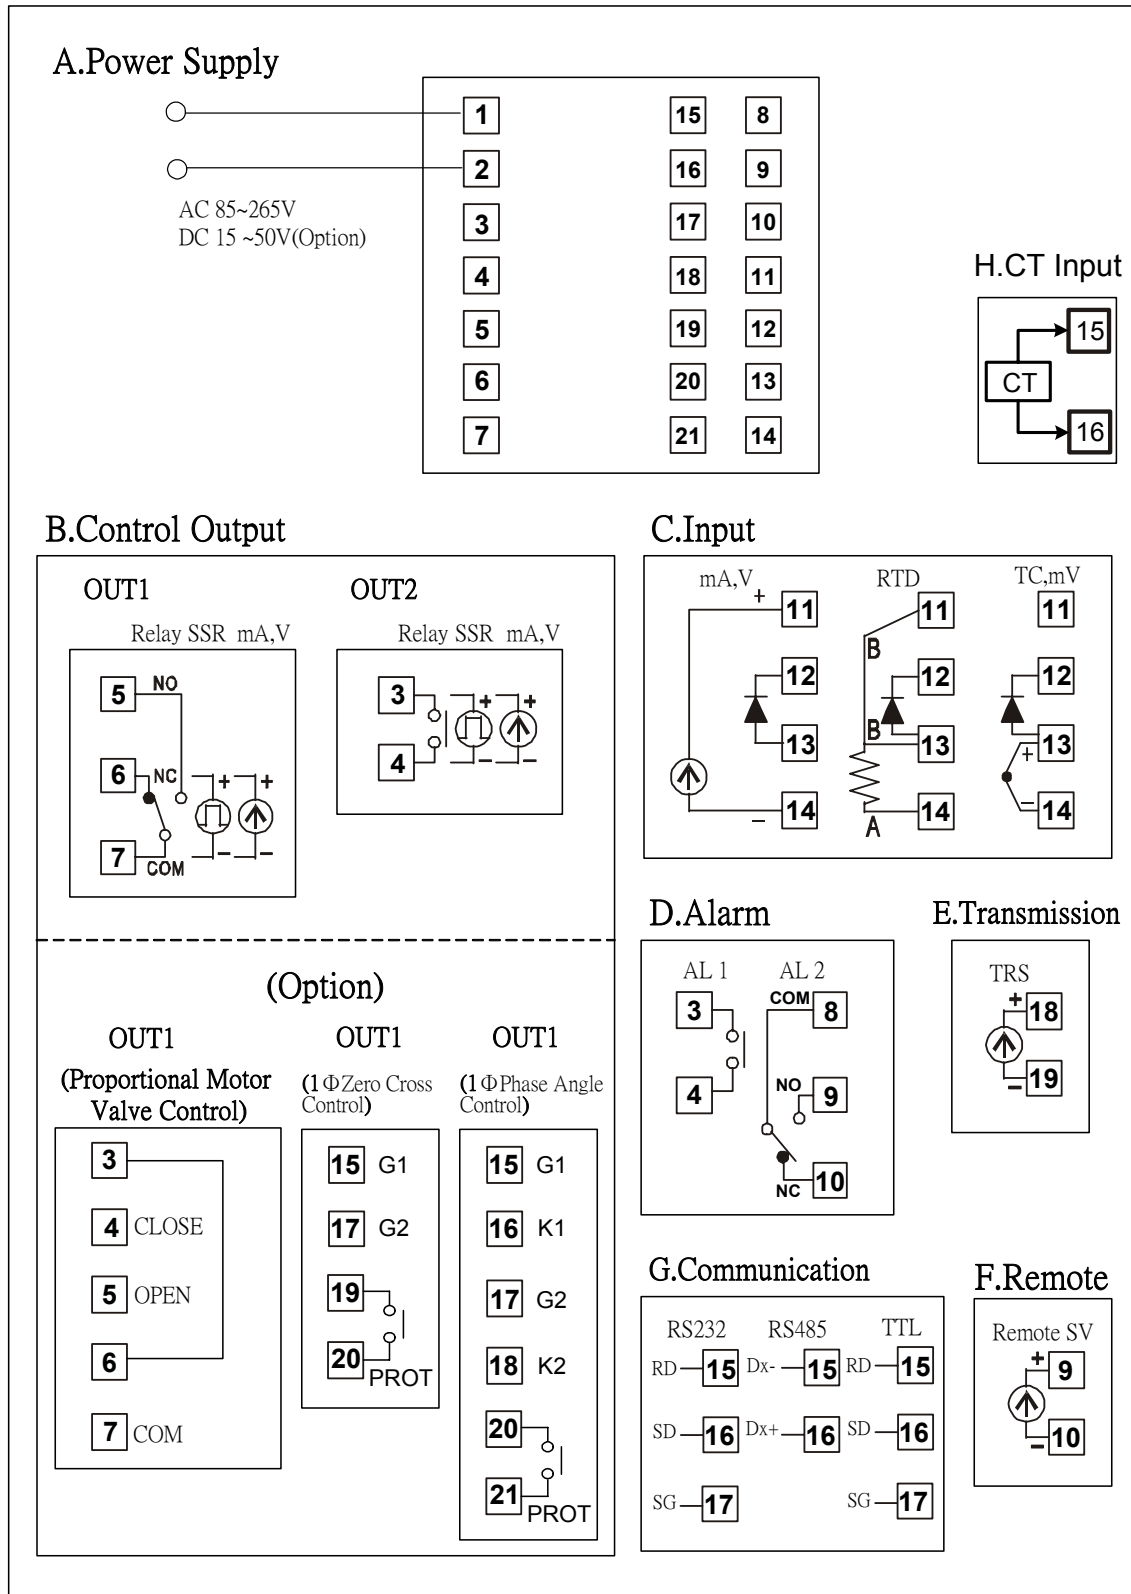 A.Power Supply
AC 85~265V
DC 15 ~50V(Option)
1 15 8
2 16 9
3 17 10
4 18 11
5 19 12
6 20 13
7 21 14
H.CT Input
15
CT
16
B.Control Output
OUT1
Relay SSR mA,V
5 NO
6 NC + +
7 COM - -
OUT2
Relay SSR mA,V
3 + +
4 - -
(Option)
OUT1
(Proportional Motor
Valve Control)
3
4 CLOSE
5 OPEN
6
7 COM
OUT1
(1ΦZero Cross
Control)
15 G1
17 G2
19
20 PROT
OUT1
(1ΦPhase Angle
Control)
15 G1
16 K1
17 G2
18 K2
20
21 PROT
C.Input
mA,V RTD TC,mV
+ 11 B 11 11
12 12 12
13 B 13 + 13
- 14 A 14 - 14
D.Alarm
AL 1 AL 2
3 COM 8
4 NO 9
NC 10
E.Transmission
TRS
+ 18
- 19
G.Communication
RS232 RS485 TTL
RD 15 Dx- 15 RD 15
SD 16 Dx+ 16 SD 16
SG 17 SG 17
F.Remote
Remote SV
+ 9
- 10